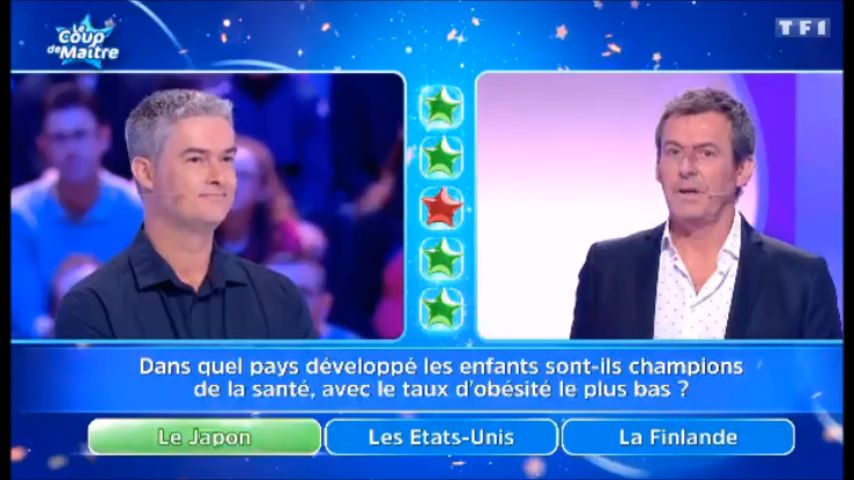 Le
Coup
de Maître
TF1
Dans quel pays développé les enfants sont-ils champions
de la santé, avec le taux d'obésité le plus bas ?
Le Japon
Les Etats-Unis
La Finlande